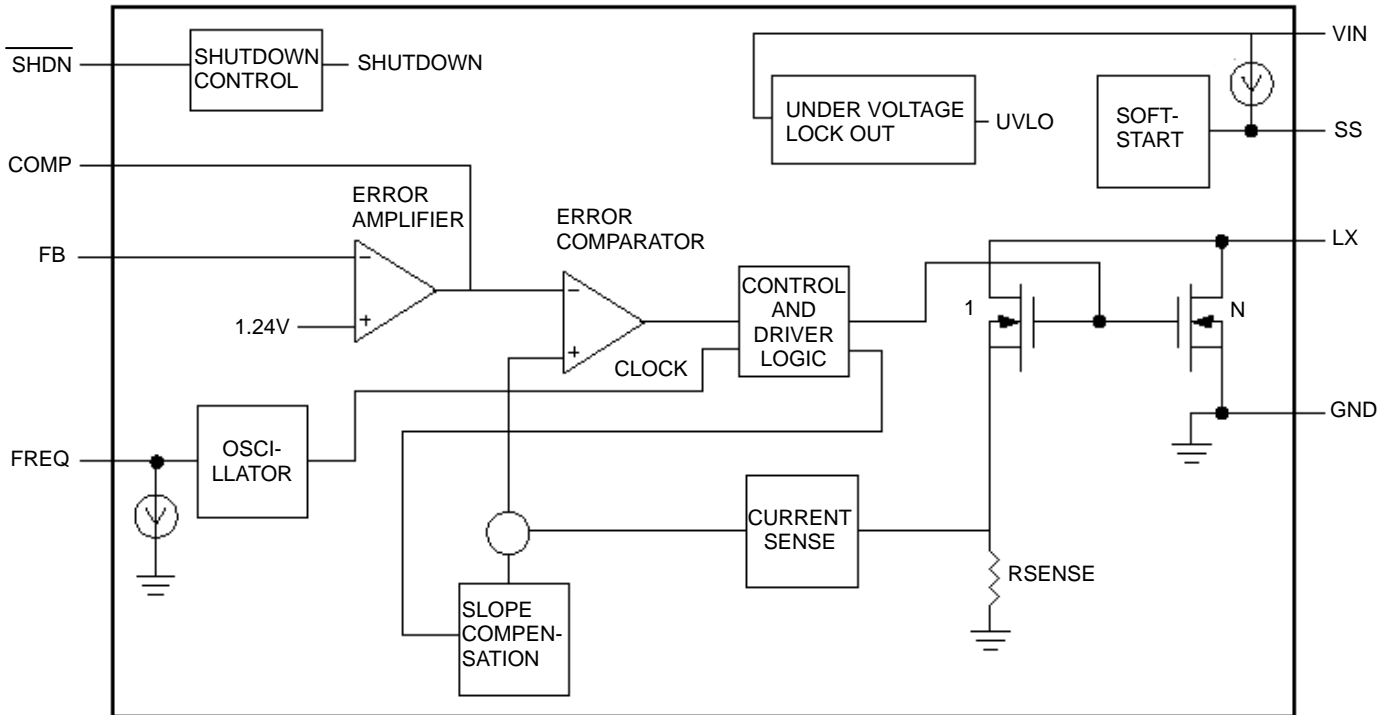 SHDN
SHUTDOWN
CONTROL
SHUTDOWN
VIN
UNDER VOLTAGE
LOCK OUT
UVLO
SOFT-
START
SS
COMP
ERROR
AMPLIFIER
ERROR
COMPARATOR
FB
LX
−
+
1.24V
−
+
CLOCK
CONTROL
AND
DRIVER
LOGIC
1
N
GND
FREQ
OSCI-
LLATOR
CURRENT
SENSE
RSENSE
SLOPE
COMPEN-
SATION